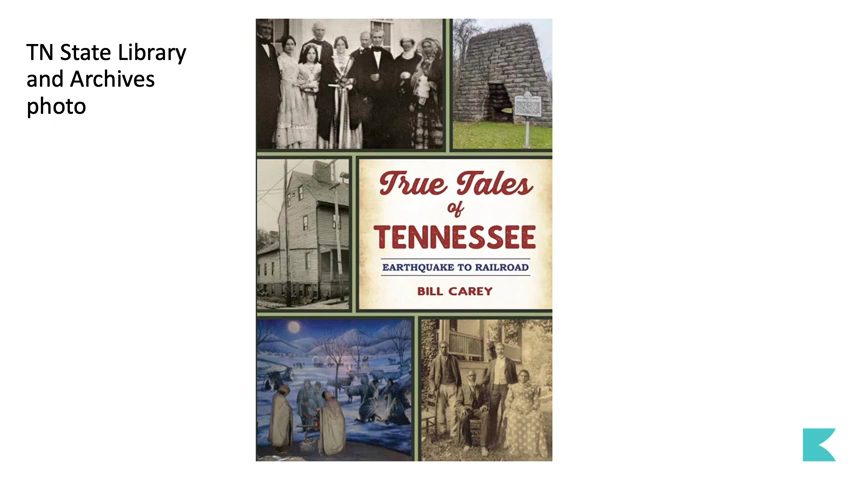 TN State Library
and Archives
photo
True Tales
of
TENNESSEE
EARTHQUAKE TO RAILROAD
BILL CAREY